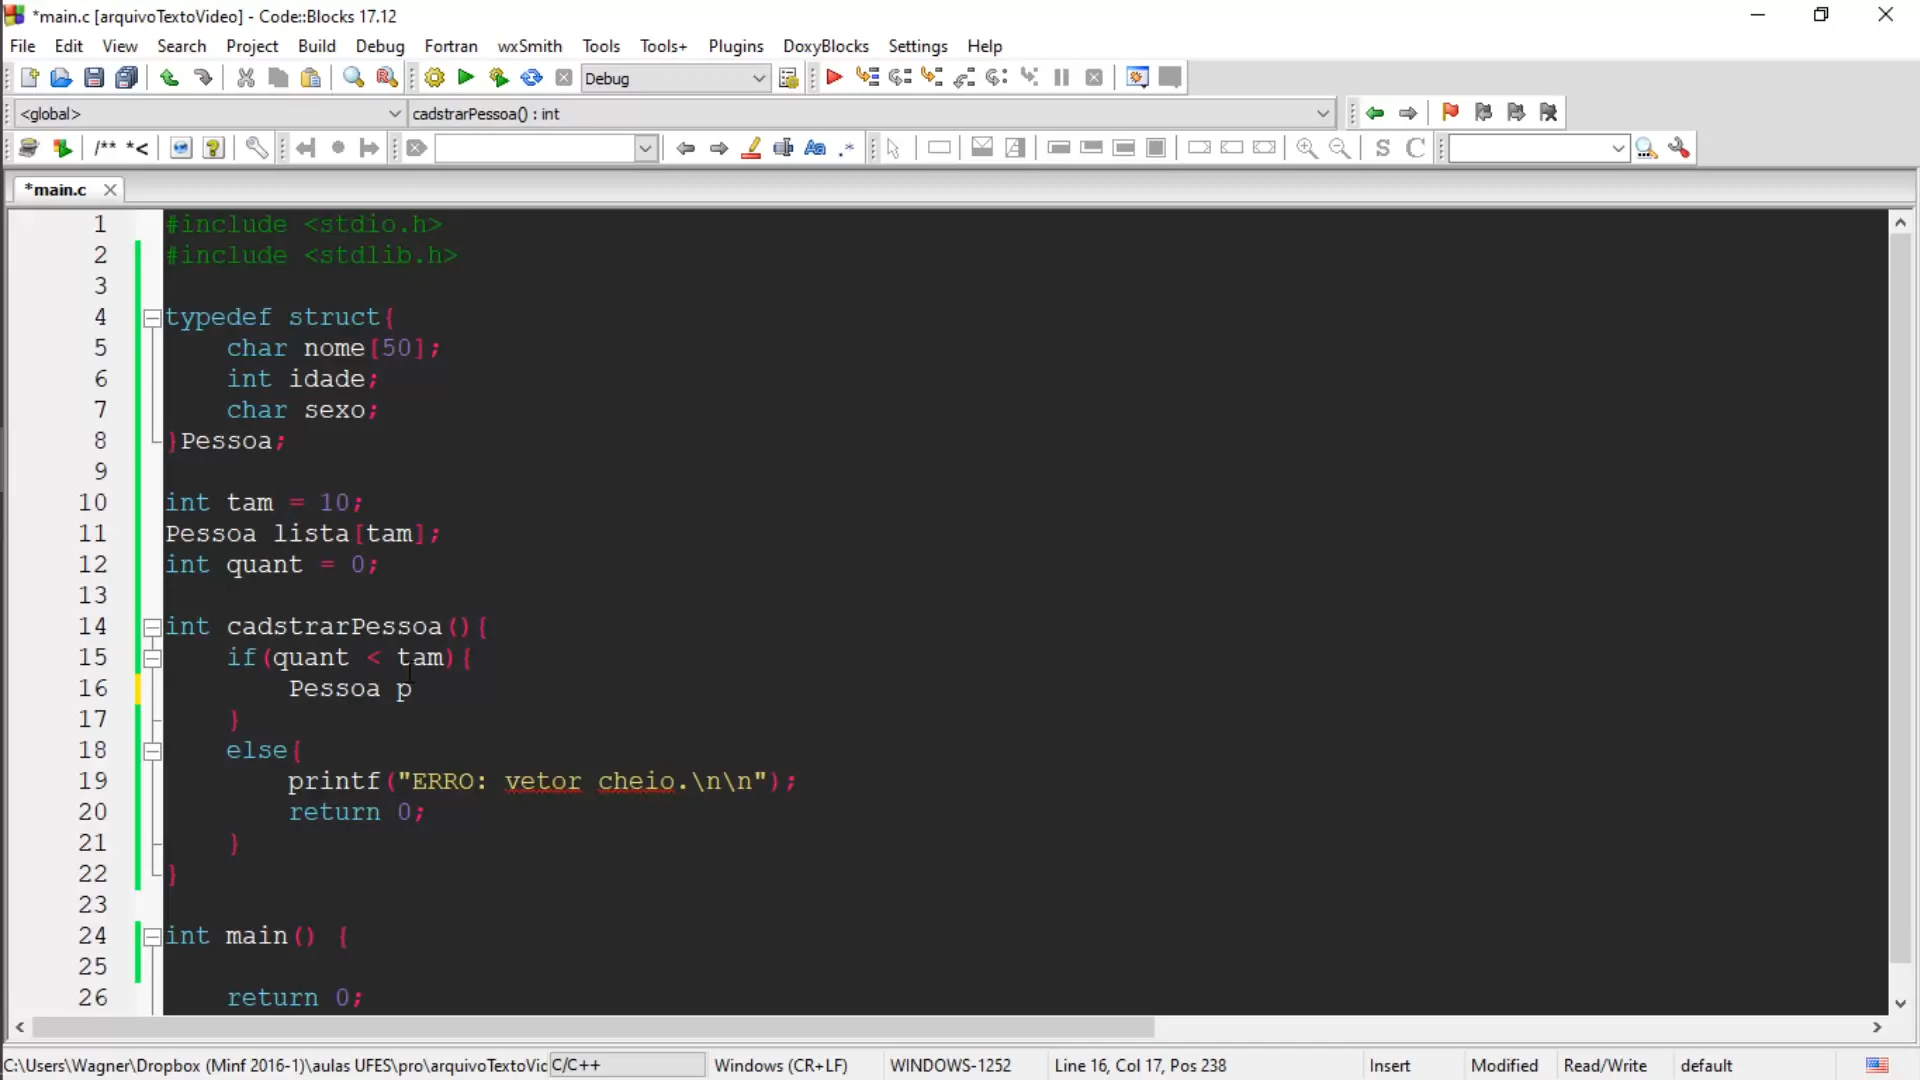 *main.c [arquivoTextoVideo] - Code::Blocks 17.12
File Edit View Search Project Build Debug Fortran wxSmith Tools Tools+ Plugins DoxyBlocks Settings Help
Debug
<global> cadstrarPessoa() : int
/** *< Aa .* S C
*main.c
1 #include <stdio.h>
2 #include <stdlib.h>
3
4 typedef struct{
5 char nome[50];
6 int idade;
7 char sexo;
8 }Pessoa;
9
10 int tam = 10;
11 Pessoa lista[tam];
12 int quant = 0;
13
14 int cadstrarPessoa(){
15 if(quant < tam){
16 Pessoa p
17 }
18 else{
19 printf("ERRO: vetor cheio.\n\n");
20 return 0;
21 }
22 }
23
24 int main() {
25
26 return 0;
C:\Users\Wagner\Dropbox (Minf 2016-1)\aulas UFES\pro\arquivoTextoVic C/C++ Windows (CR+LF) WINDOWS-1252 Line 16, Col 17, Pos 238 Insert Modified Read/Write default